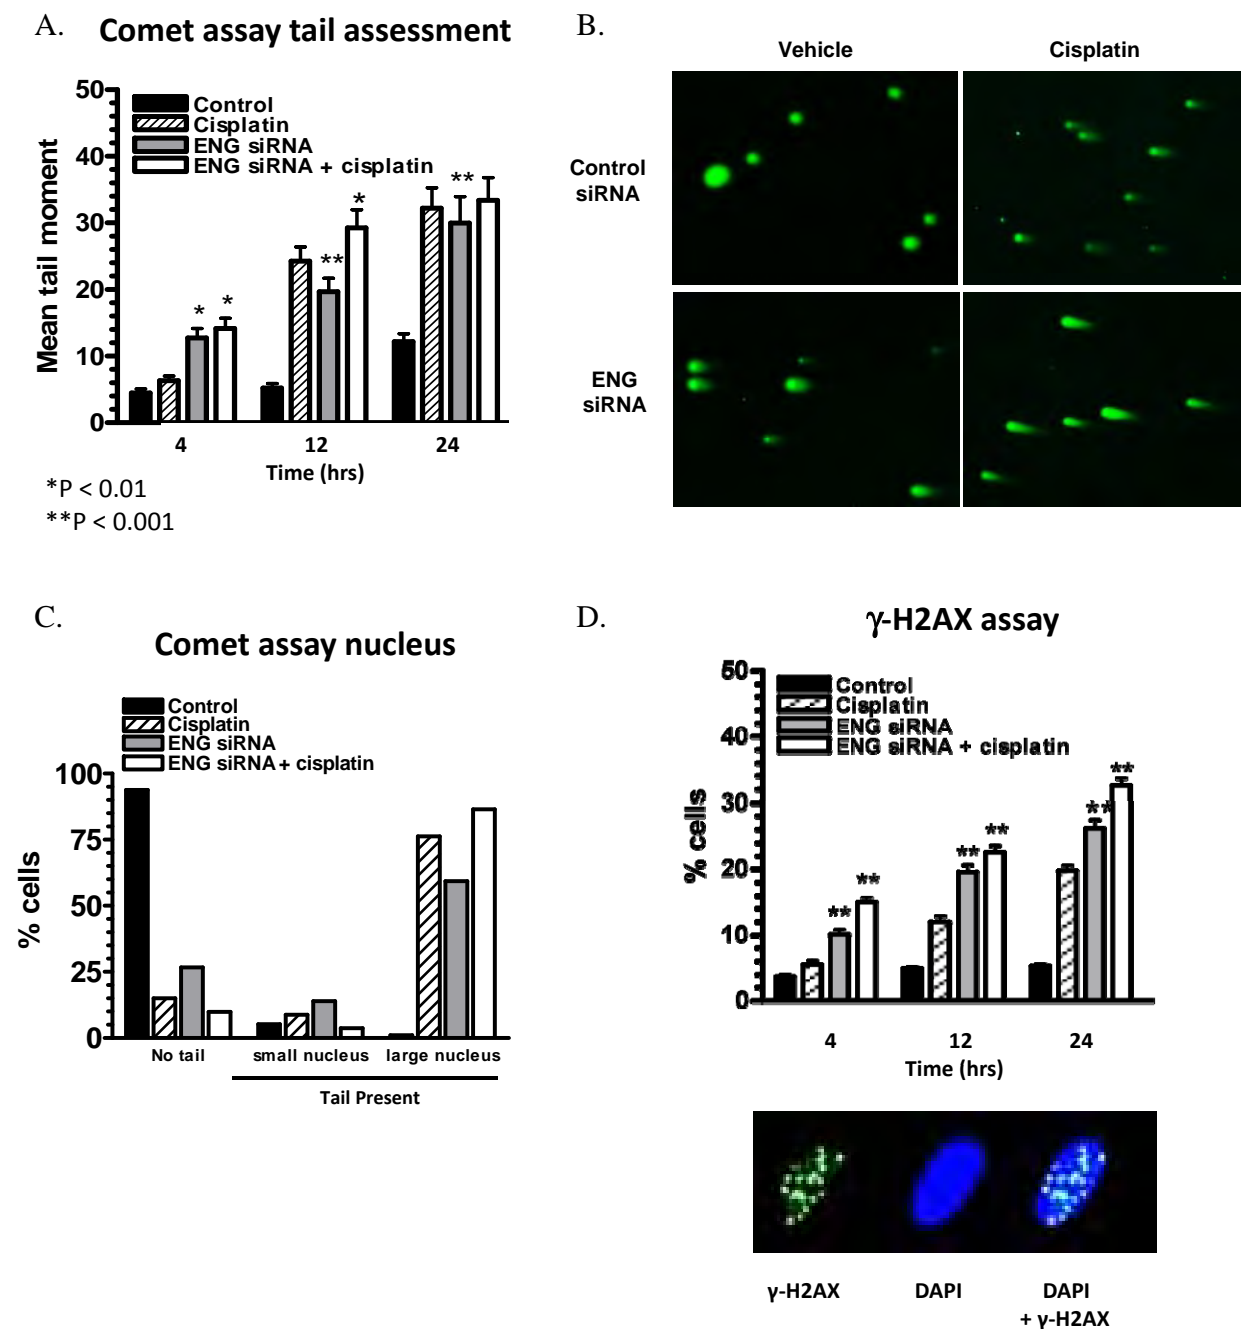 A. Comet assay tail assessment
50
40
30
20
10
0
Mean tail moment
Control
Cisplatin
ENG siRNA
ENG siRNA + cisplatin
* *
** *
**
4 12 24
Time (hrs)
*P < 0.01
**P < 0.001
B.
Vehicle Cisplatin
Control
siRNA
ENG
siRNA
C.
Comet assay nucleus
Control
Cisplatin
ENG siRNA
ENG siRNA + cisplatin
100
75
50
25
0
% cells
No tail small nucleus large nucleus
Tail Present
D.
γ-H2AX assay
50
40
30
20
10
0
% cells
Control
Cisplatin
ENG siRNA
ENG siRNA + cisplatin
** **
** **
** **
4 12 24
Time (hrs)
γ-H2AX DAPI DAPI
+ γ-H2AX